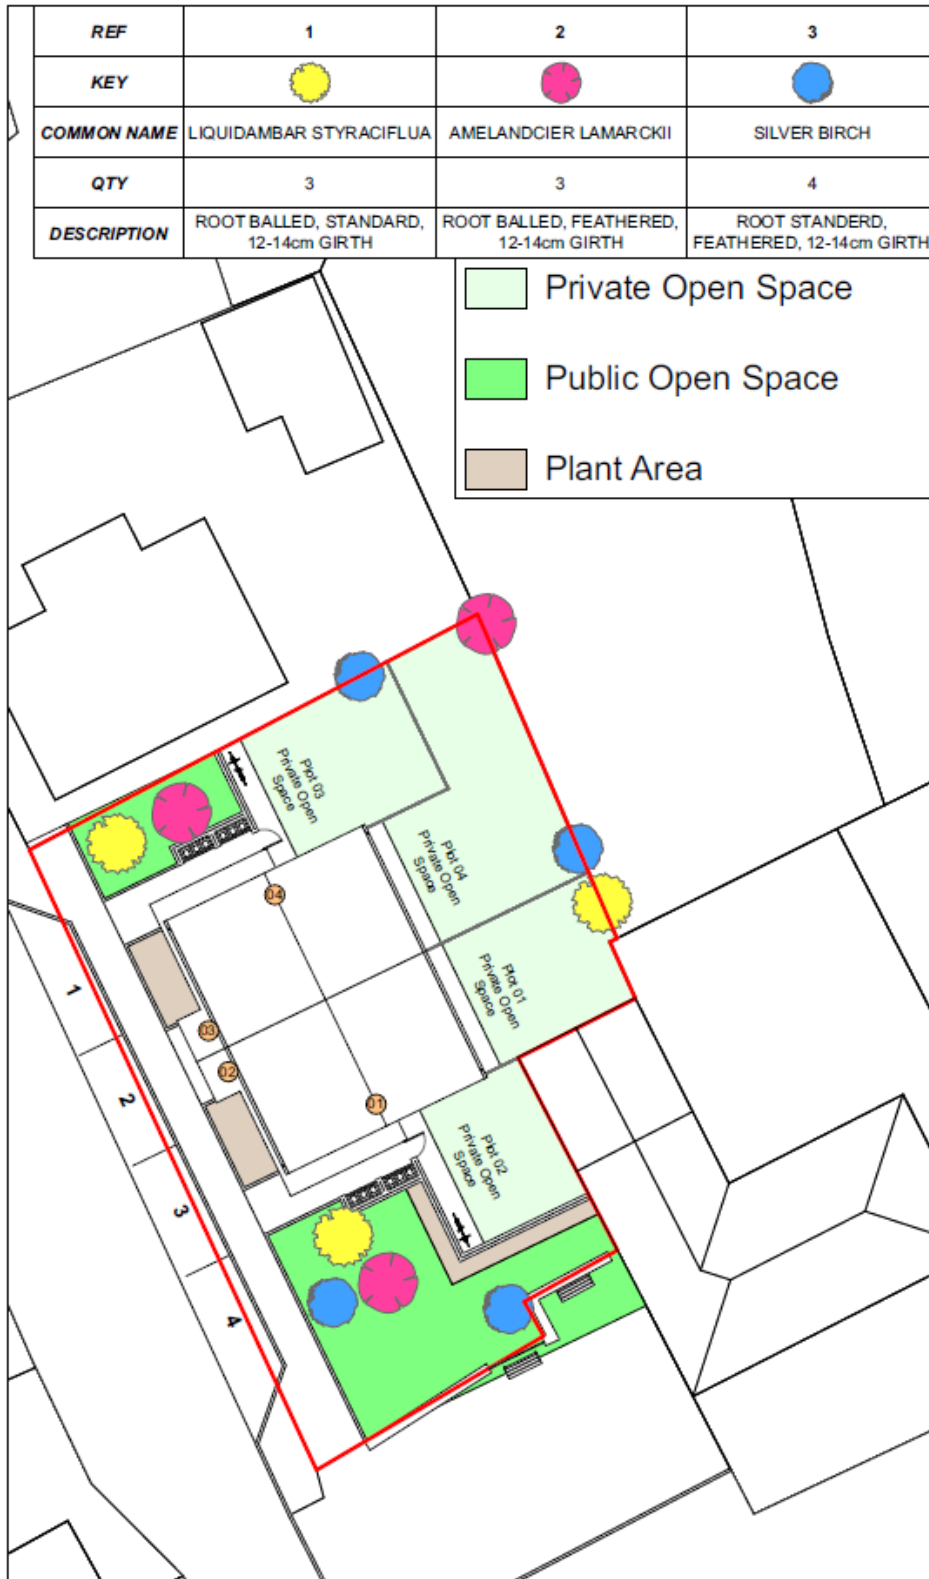 REF 1 2 3
KEY
COMMON NAME LIQUIDAMBAR STYRACIFLUA AMELANDCIER LAMARCKII SILVER BIRCH
QTY 3 3 4
DESCRIPTION ROOT BALLED, STANDARD, ROOT BALLED, FEATHERED, ROOT STANDERD,
12-14cm GIRTH 12-14cm GIRTH FEATHERED, 12-14cm GIRTH
Private Open Space
Public Open Space
Plant Area
Plot 03
Private Open
Space
Plot 04
Private Open
Space
Plot 01
Private Open
Space
Plot 02
Private Open
Space
04
03
02
01
1
2
3
4